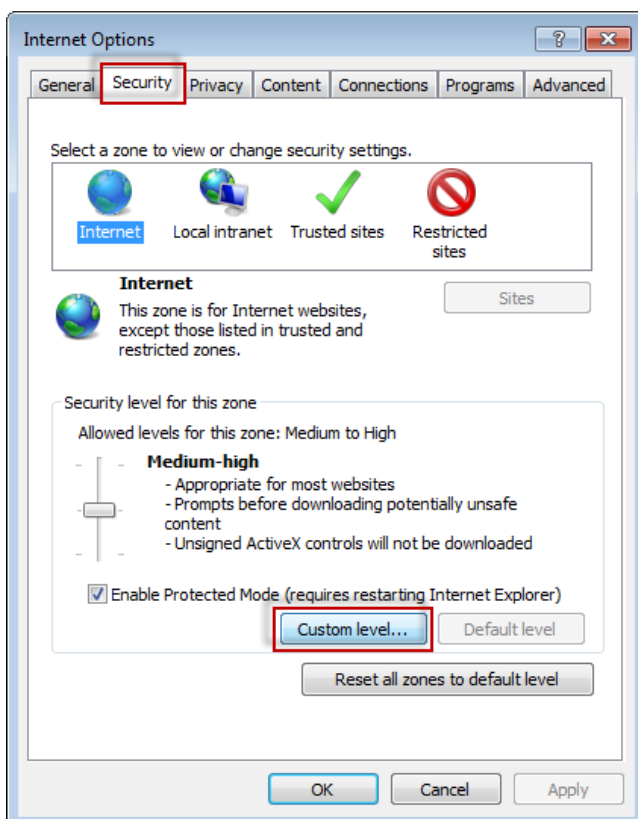 Internet Options
General Security Privacy Content Connections Programs Advanced
Select a zone to view or change security settings.
Internet Local intranet Trusted sites Restricted
sites
Internet
Sites
This zone is for Internet websites,
except those listed in trusted and
restricted zones.
Security level for this zone
Allowed levels for this zone: Medium to High
Medium-high
- Appropriate for most websites
- Prompts before downloading potentially unsafe
content
- Unsigned ActiveX controls will not be downloaded
Enable Protected Mode (requires restarting Internet Explorer)
Custom level... Default level
Reset all zones to default level
OK Cancel Apply